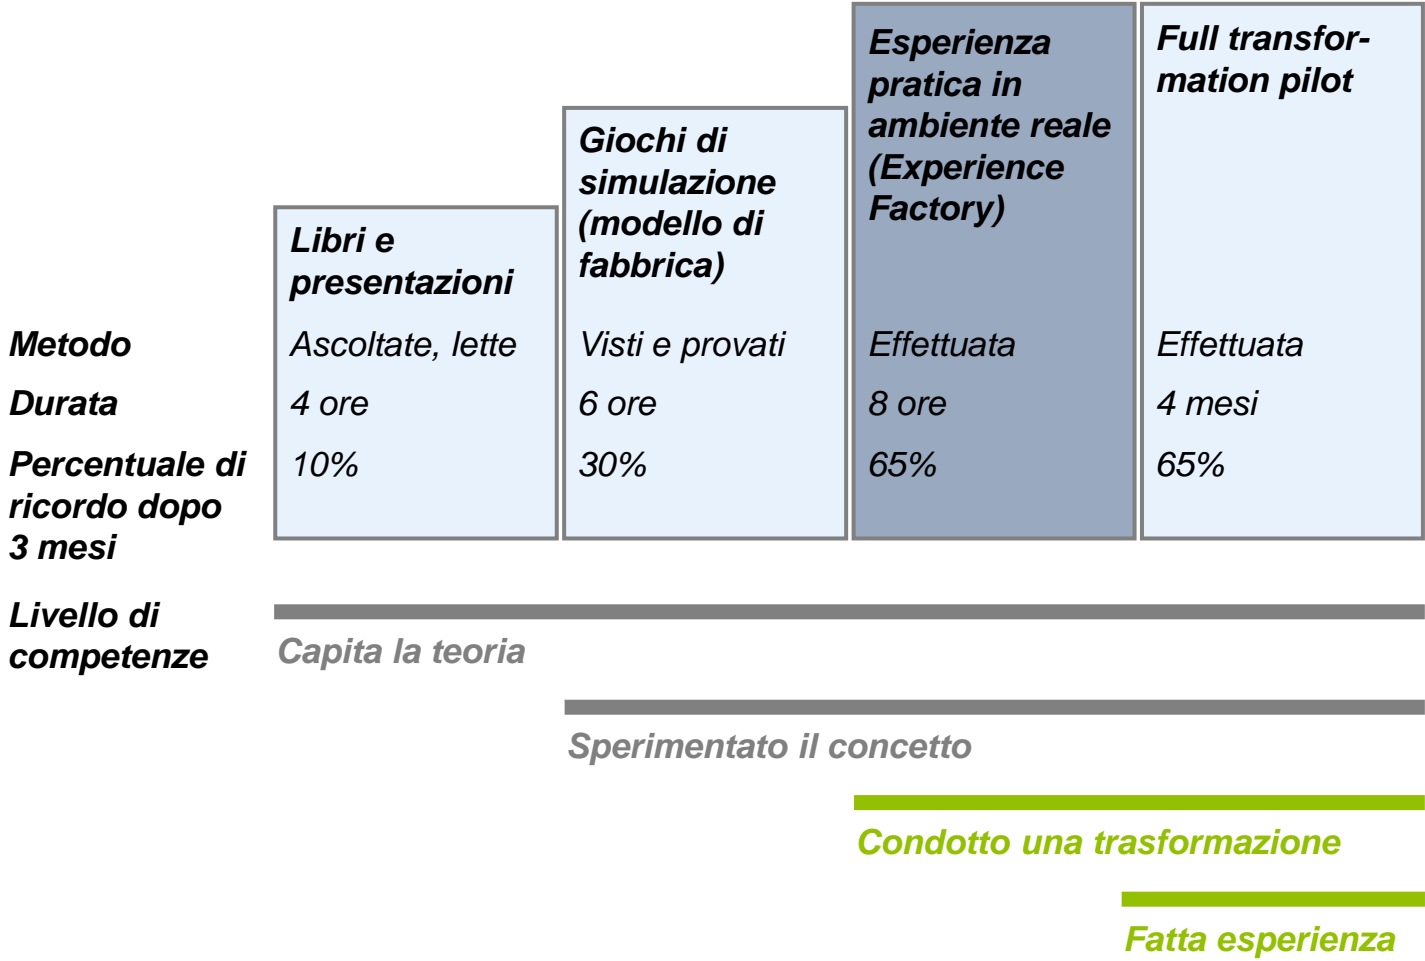 Libri e
presentazioni
Giochi di
simulazione
(modello di
fabbrica)
Esperienza
pratica in
ambiente reale
(Experience
Factory)
Full transfor-
mation pilot
Metodo
Ascoltate, lette
Visti e provati
Effettuata
Effettuata
Durata
4 ore
6 ore
8 ore
4 mesi
Percentuale di
ricordo dopo
3 mesi
10%
30%
65%
65%
Livello di
competenze
Capita la teoria
Sperimentato il concetto
Condotto una trasformazione
Fatta esperienza